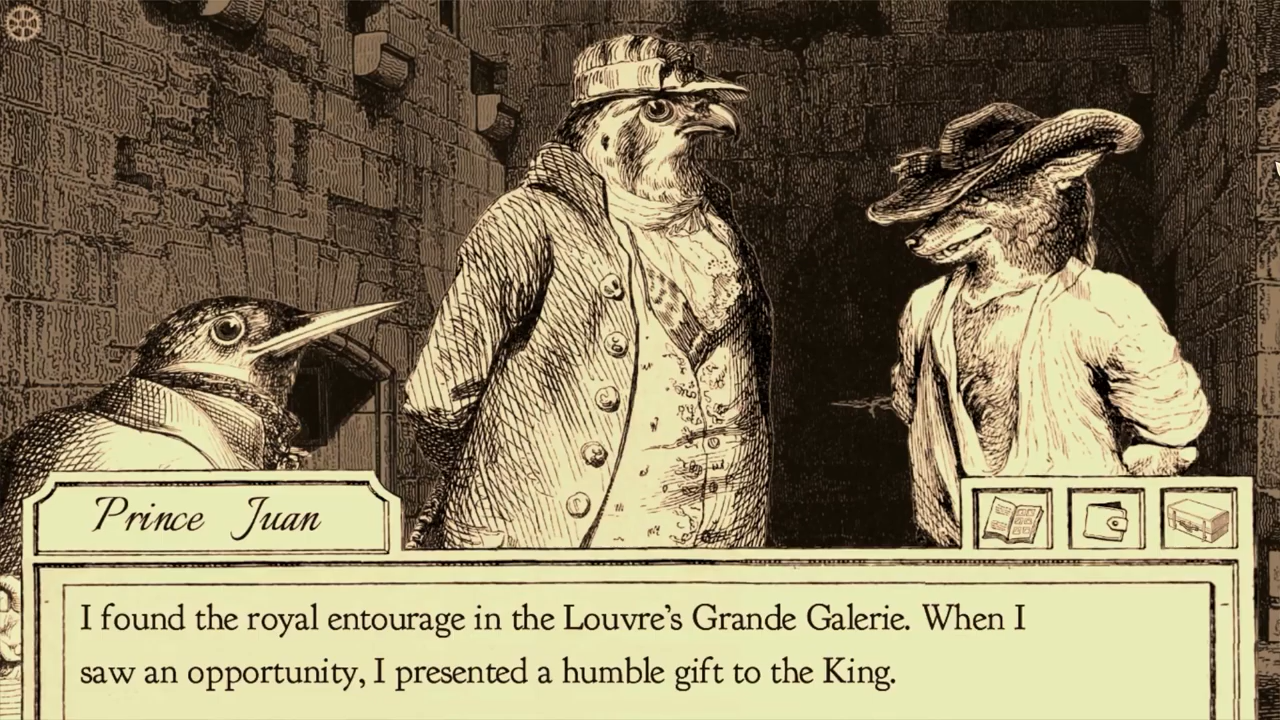 Prince Juan
I found the royal entourage in the Louvre's Grande Galerie. When I
saw an opportunity, I presented a humble gift to the King.